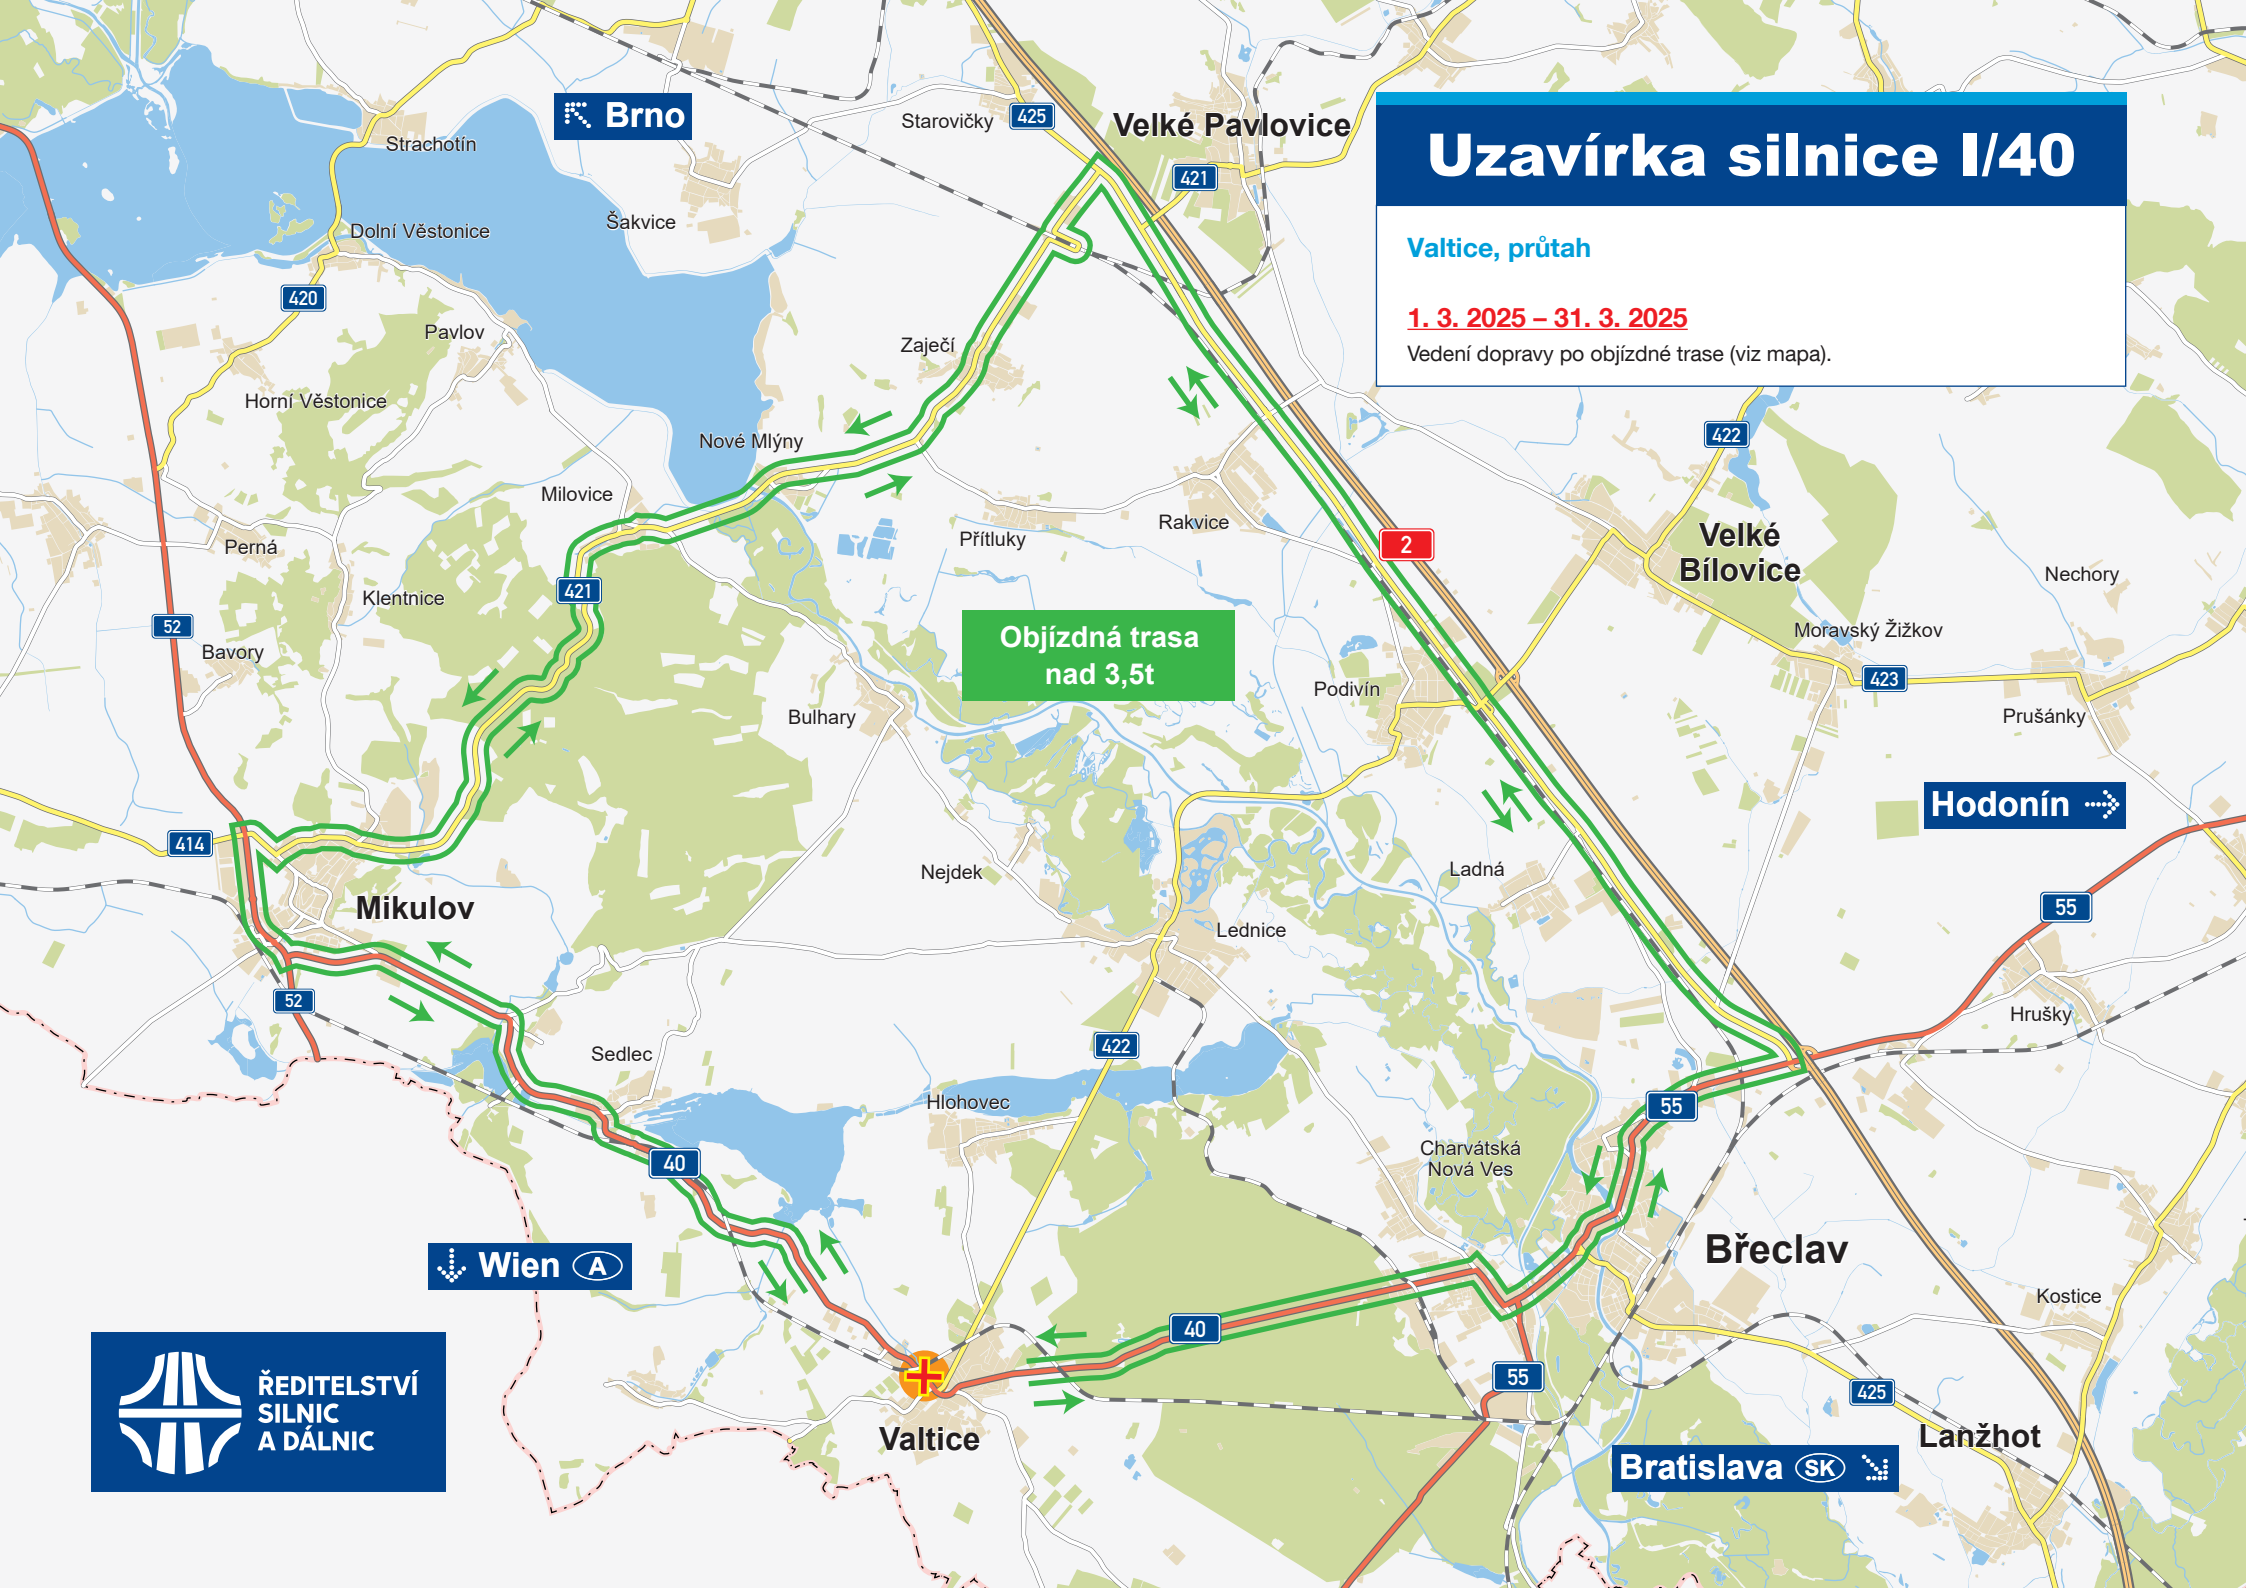 Uzavírka silnice I/40
Valtice, průtah
1. 3. 2025 – 31. 3. 2025
Vedení dopravy po objízdné trase (viz mapa).
Brno
Starovičky
425
Velké Pavlovice
421
Strachotín
Šakvice
Dolní Věstonice
420
Pavlov
Zaječí
Horní Věstonice
Nové Mlýny
422
Milovice
Rakvice
Přítluky
2
Velké
Bílovice
Perná
Klentnice
421
Nechory
52
Bavory
Objízdná trasa
nad 3,5t
Moravský Žižkov
423
Podivín
Bulhary
Prušánky
Hodonín
414
Nejdek
Ladná
Mikulov
55
Lednice
52
Hrušky
Sedlec
422
Hlohovec
55
Charvátská
Nová Ves
40
Břeclav
Wien A
Kostice
40
55
425
ŘEDITELSTVÍ
SILNIC
A DÁLNIC
Valtice
Lanžhot
Bratislava SK